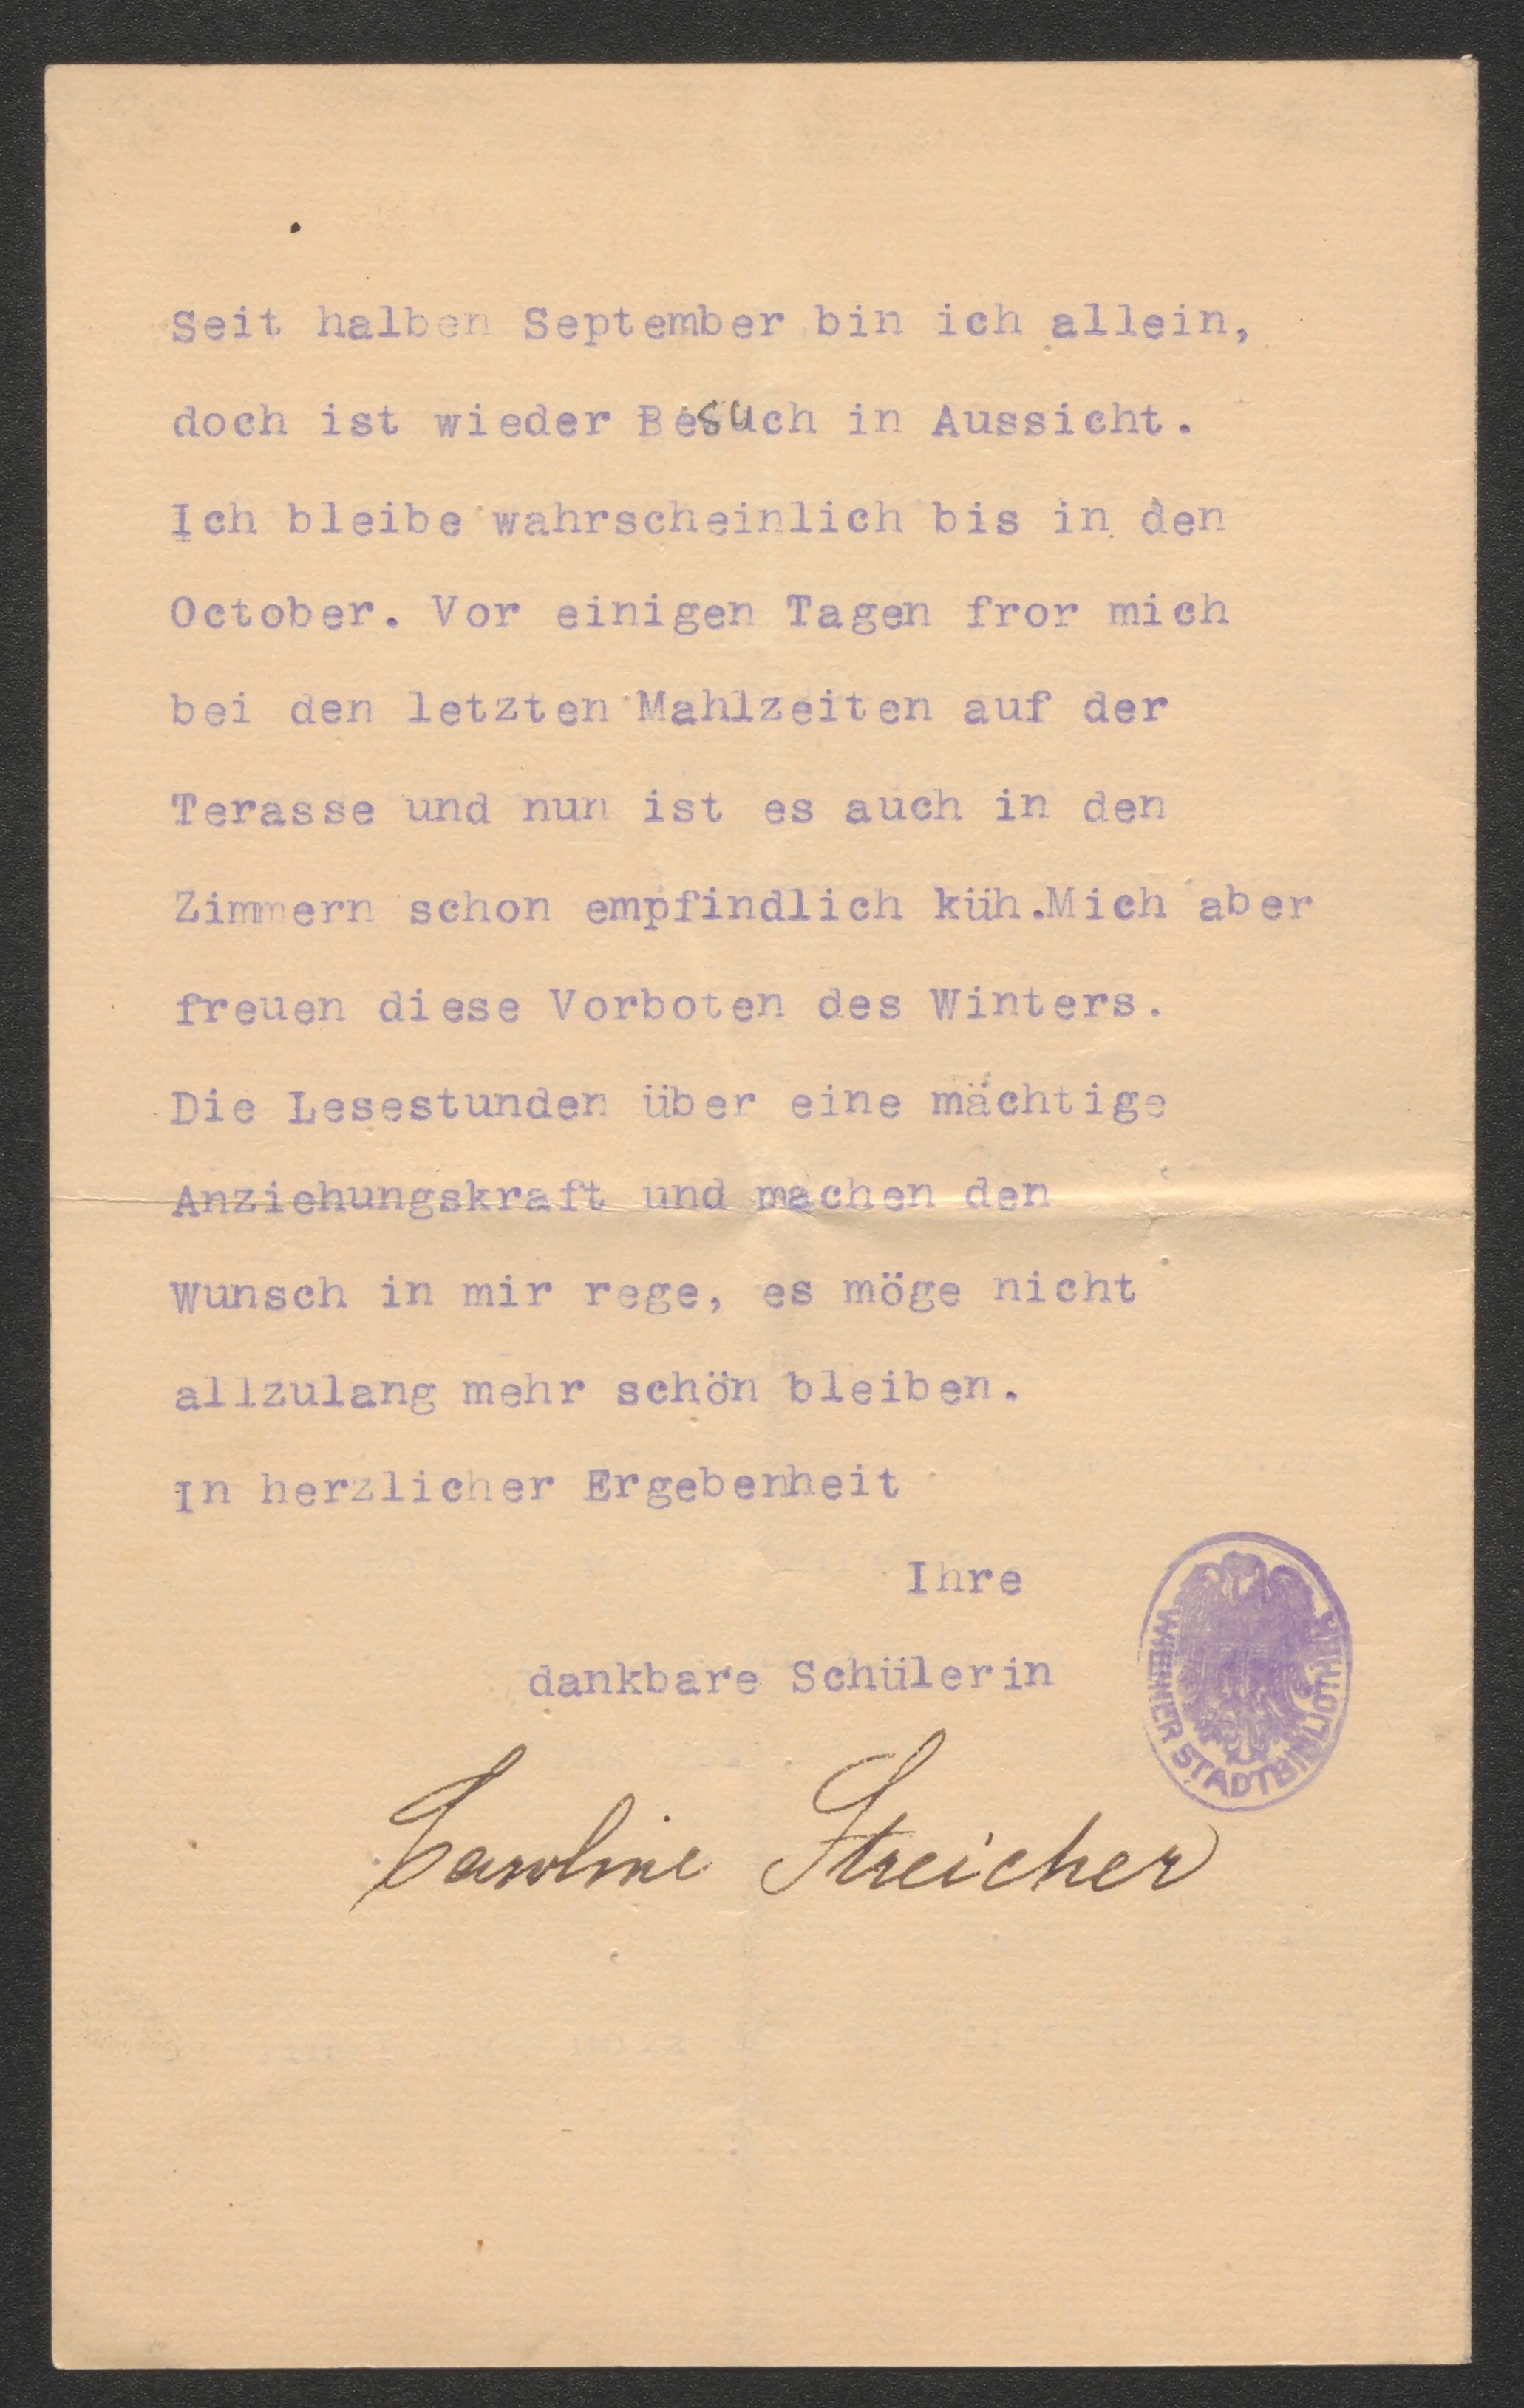 Seit halben September bin ich allein,
doch ist wieder Besuch in Aussicht.
Ich bleibe wahrscheinlich bis in den
October. Vor einigen Tagen fror mich
bei den letzten Mahlzeiten auf der
Terasse und nun ist es auch in den
Zimmern schon empfindlich küh.Mich aber
freuen diese Vorboten des Winters.
Die Lesestunden über eine mächtige
Anziehungskraft und machen den
Wunsch in mir rege, es möge nicht
allzulang mehr schön bleiben.
In herzlicher Ergebenheit
Ihre
dankbare Schülerin
WIENER STADTBIBLIOTHEK
Caroline Streicher